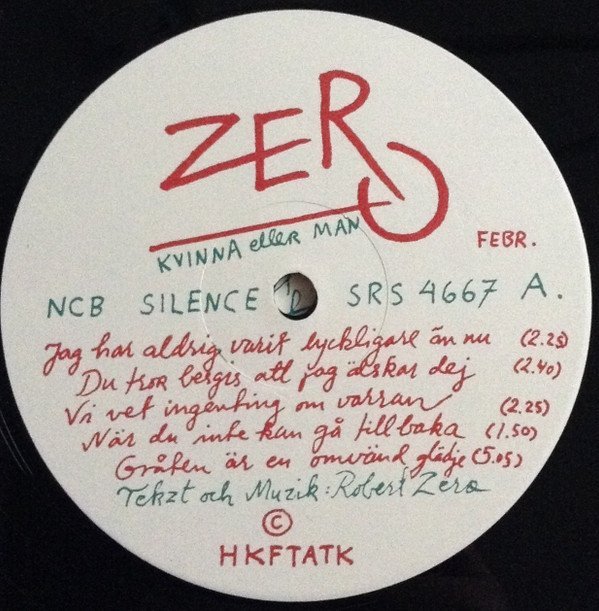 ZERO
KVINNA eller MAN
FEBR.
NCB SILENCE SRS 4667 A.
Jag har aldrig varit lyckligare än nu (2.25)
Du tror bergis att jag älskar dej (2.40)
Vi vet ingenting om varran (2.25)
När du inte kan gå tillbaka (1.50)
Gråten är en omvänd glädje (5.05)
Tekzt och Muzik: Robert Zero
©
HKFTATK